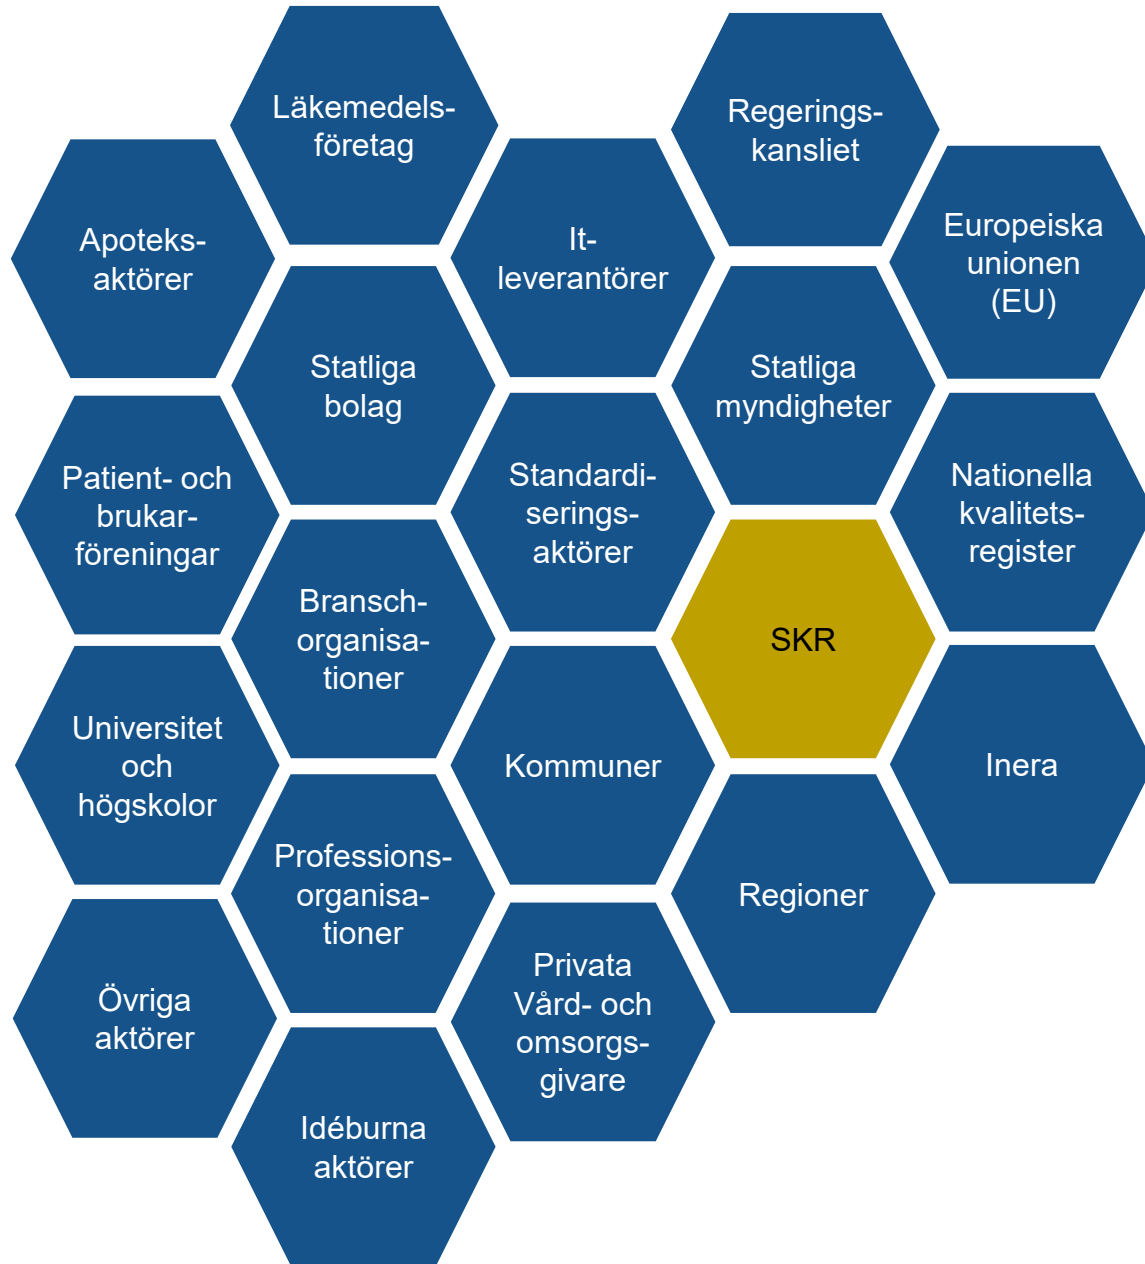 Läkemedels-
företag
Regerings-
kansliet
Apoteks-
aktörer
It-
leverantörer
Europeiska
unionen
(EU)
Statliga
bolag
Statliga
myndigheter
Patient- och
brukar-
föreningar
Standardi-
serings-
aktörer
Nationella
kvalitets-
register
Bransch-
organisa-
tioner
SKR
Universitet
och
högskolor
Kommuner
Inera
Professions-
organisa-
tioner
Regioner
Övriga
aktörer
Privata
Vård- och
omsorgs-
givare
Idéburna
aktörer